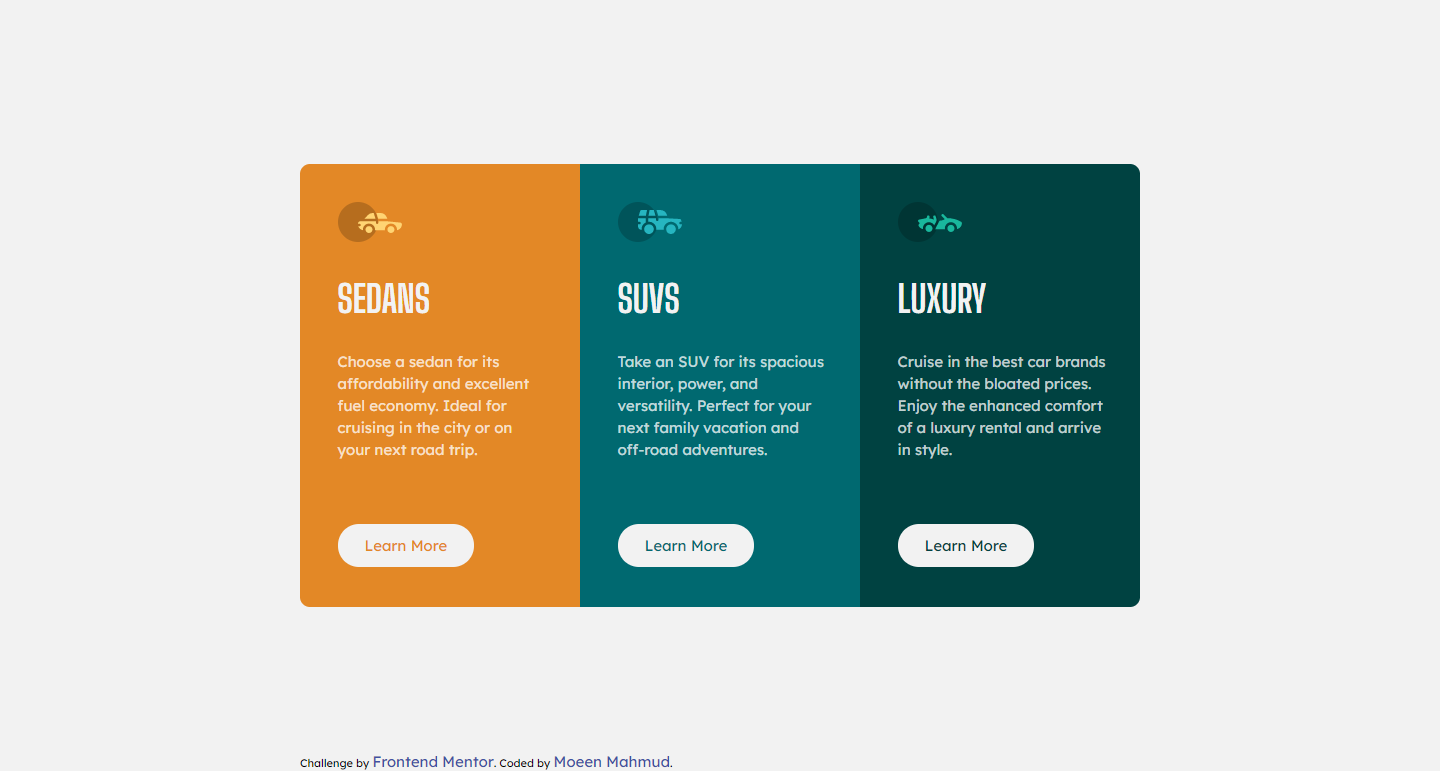 SEDANS
Choose a sedan for its
affordability and excellent
fuel economy. Ideal for
cruising in the city or on
your next road trip.
Learn More
SUVS
Take an SUV for its spacious
interior, power, and
versatility. Perfect for your
next family vacation and
off-road adventures.
Learn More
LUXURY
Cruise in the best car brands
without the bloated prices.
Enjoy the enhanced comfort
of a luxury rental and arrive
in style.
Learn More
Challenge by Frontend Mentor. Coded by Moeen Mahmud.